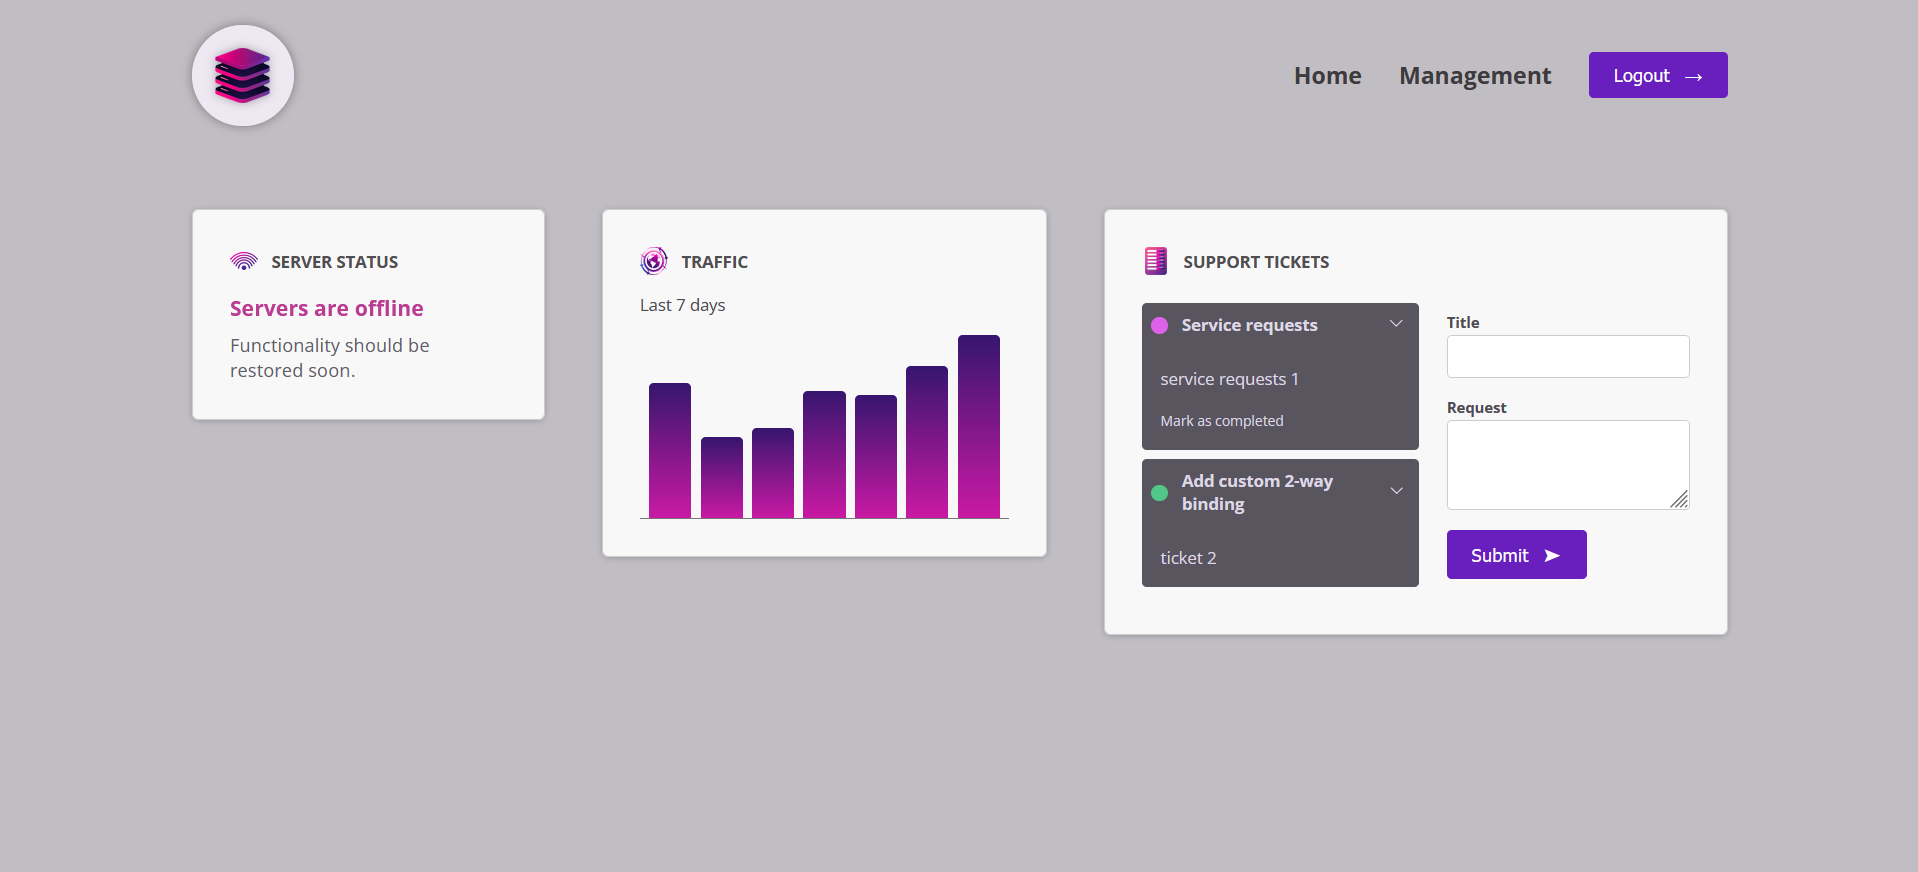 Home
Management
Logout →
SERVER STATUS
Servers are offline
Functionality should be
restored soon.
TRAFFIC
Last 7 days
SUPPORT TICKETS
Service requests
service requests 1
Mark as completed
Add custom 2-way
binding
ticket 2
Title
Request
Submit